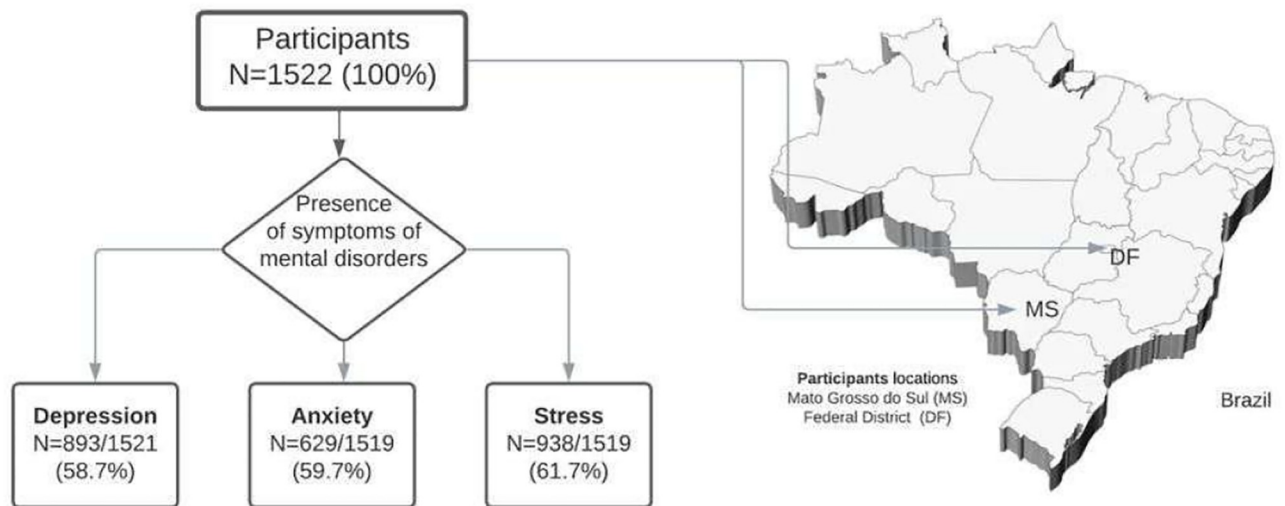 Participants
N=1522 (100%)
Presence
of symptoms of
mental disorders
Depression
N=893/1521
(58.7%)
Anxiety
N=629/1519
(59.7%)
Stress
N=938/1519
(61.7%)
DF
MS
Participants locations
Mato Grosso do Sul (MS)
Federal District (DF)
Brazil